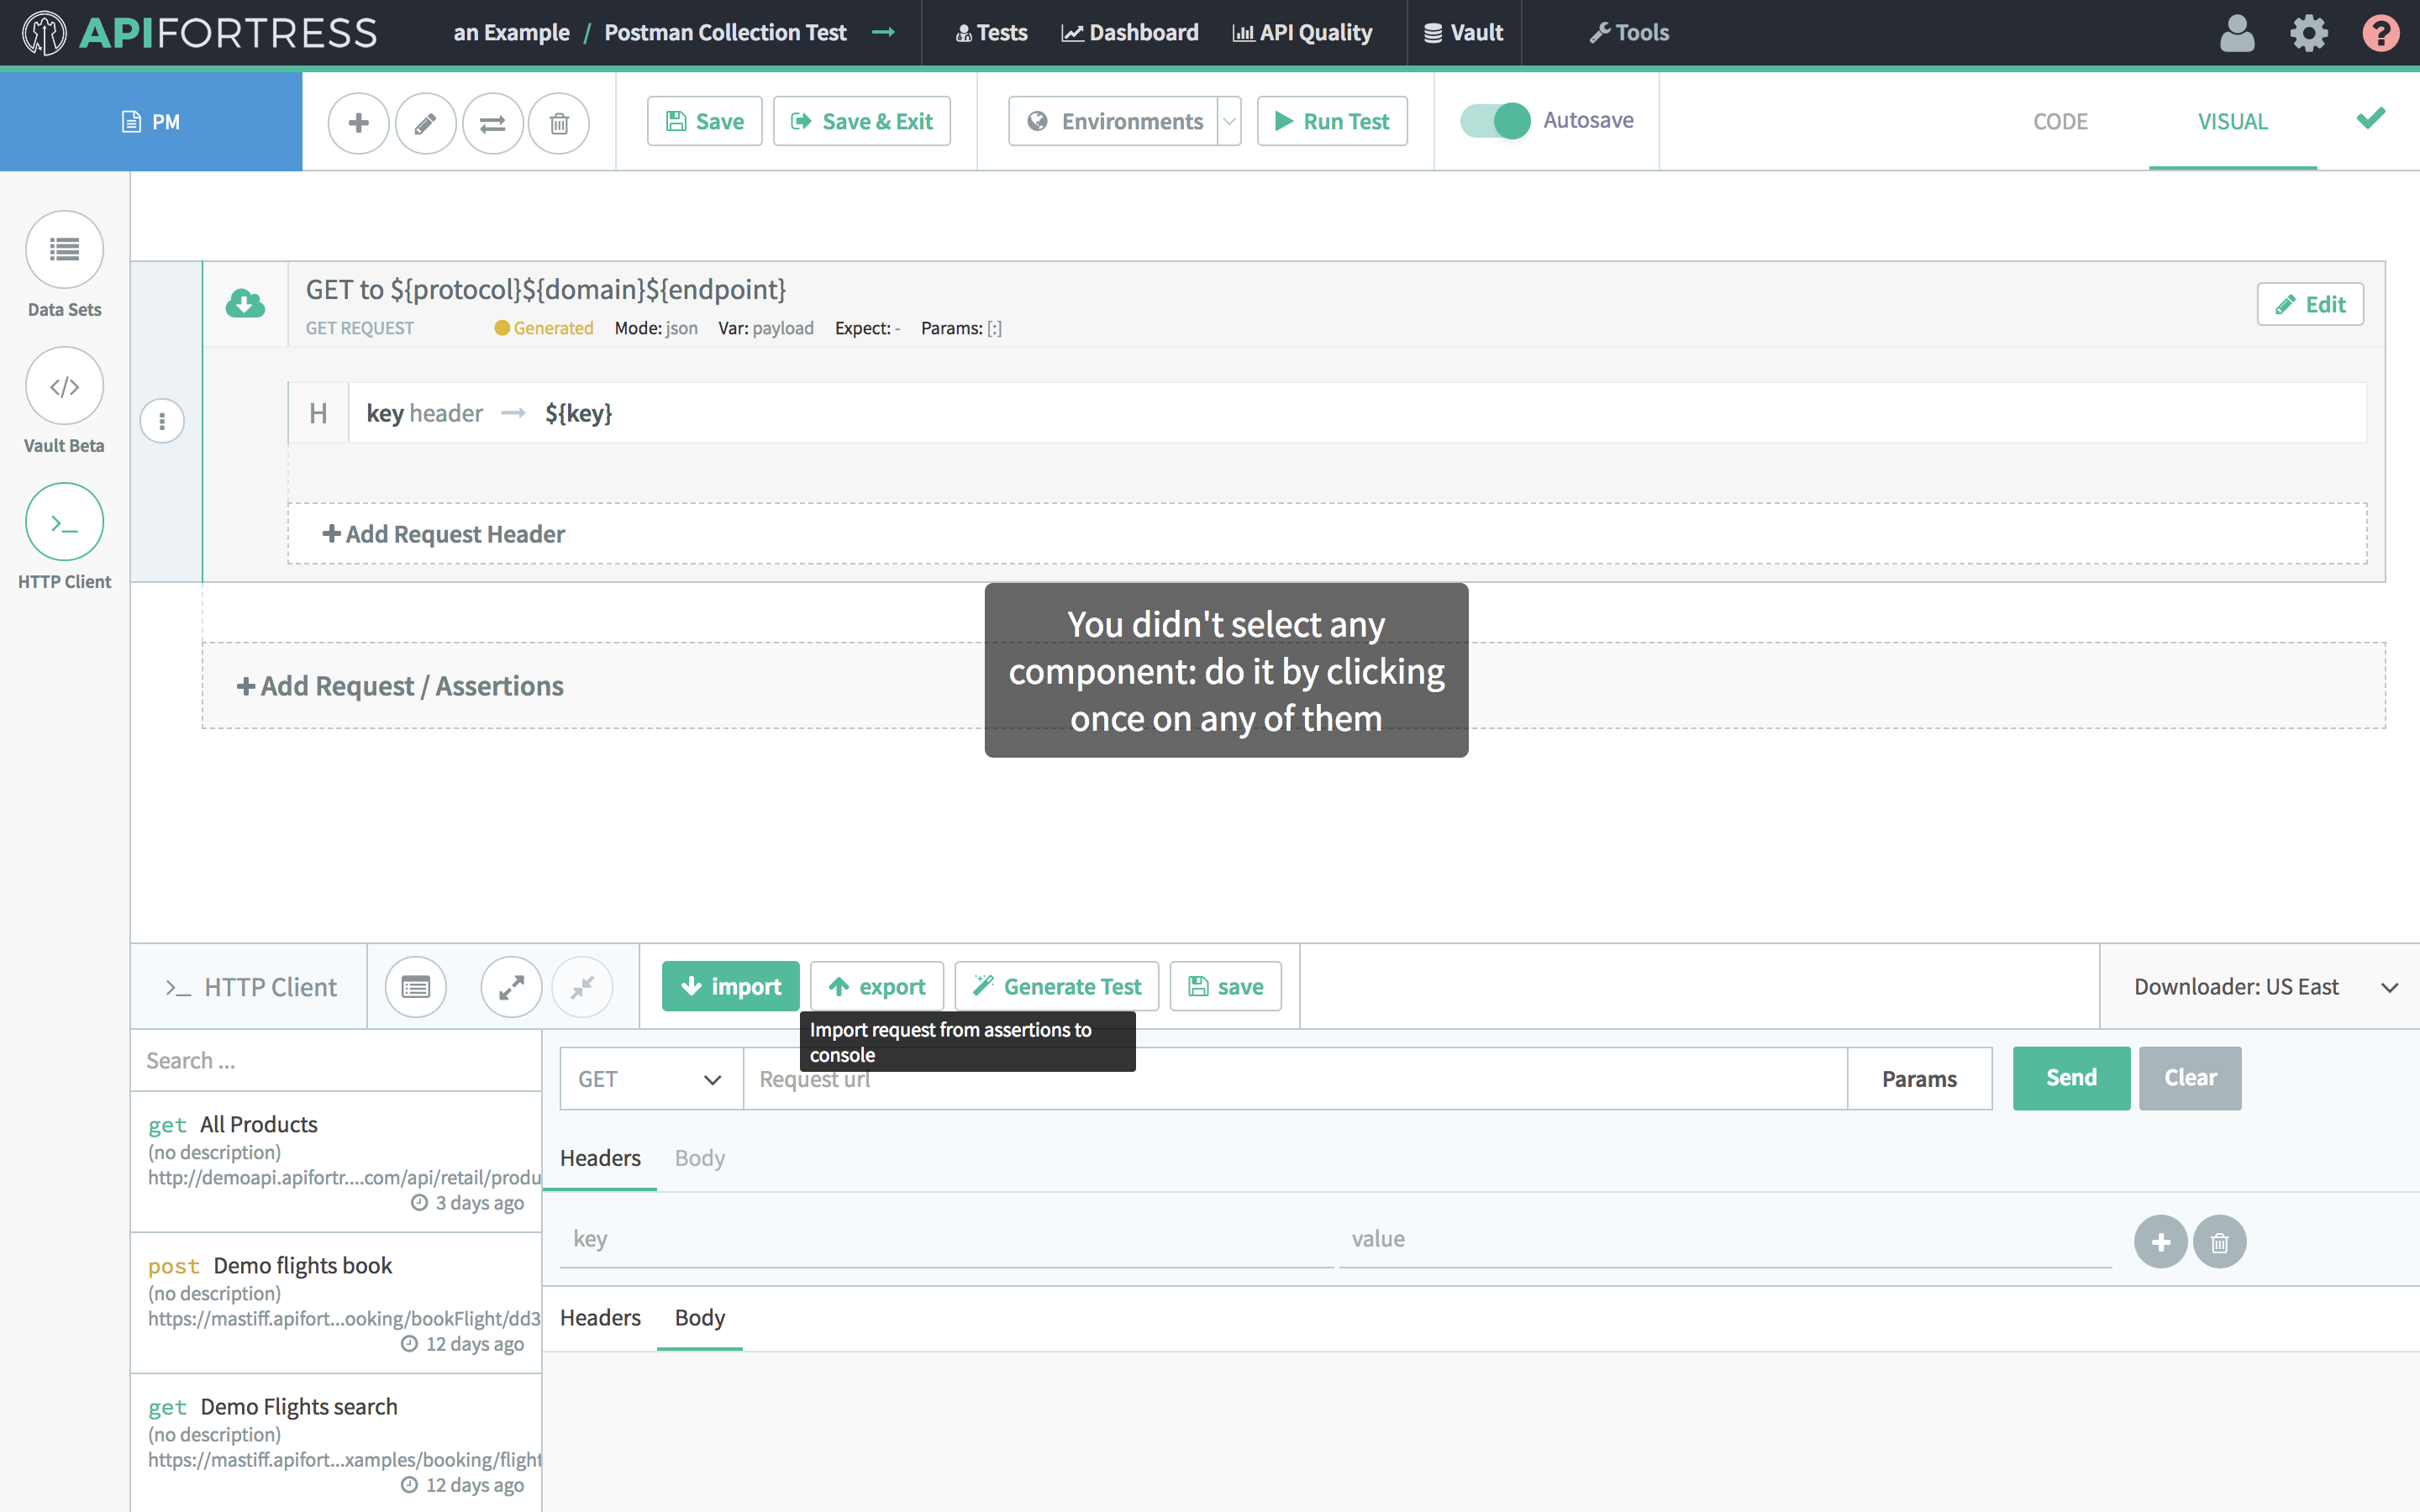 APIFORTRESS
an Example / Postman Collection Test →
Tests
Dashboard
API Quality
Vault
Tools
?
PM
Save
Save & Exit
Environments
Run Test
Autosave
CODE
VISUAL
Data Sets
Vault Beta
HTTP Client
GET to ${protocol}${domain}${endpoint}
GET REQUEST
Generated
Mode: json
Var: payload
Expect: -
Params: [:]
Edit
H
key header → ${key}
Add Request Header
You didn't select any
component: do it by clicking
once on any of them
Add Request / Assertions
HTTP Client
import
export
Generate Test
save
Downloader: US East
Import request from assertions to
console
Search ...
GET
Request url
Params
Send
Clear
get All Products
(no description)
http://demoapi.apifortr....com/api/retail/produ
3 days ago
Headers
Body
key
value
post Demo flights book
(no description)
https://mastiff.apifort...ooking/bookFlight/dd3
12 days ago
Headers
Body
get Demo Flights search
(no description)
https://mastiff.apifort...xamples/booking/flight
12 days ago